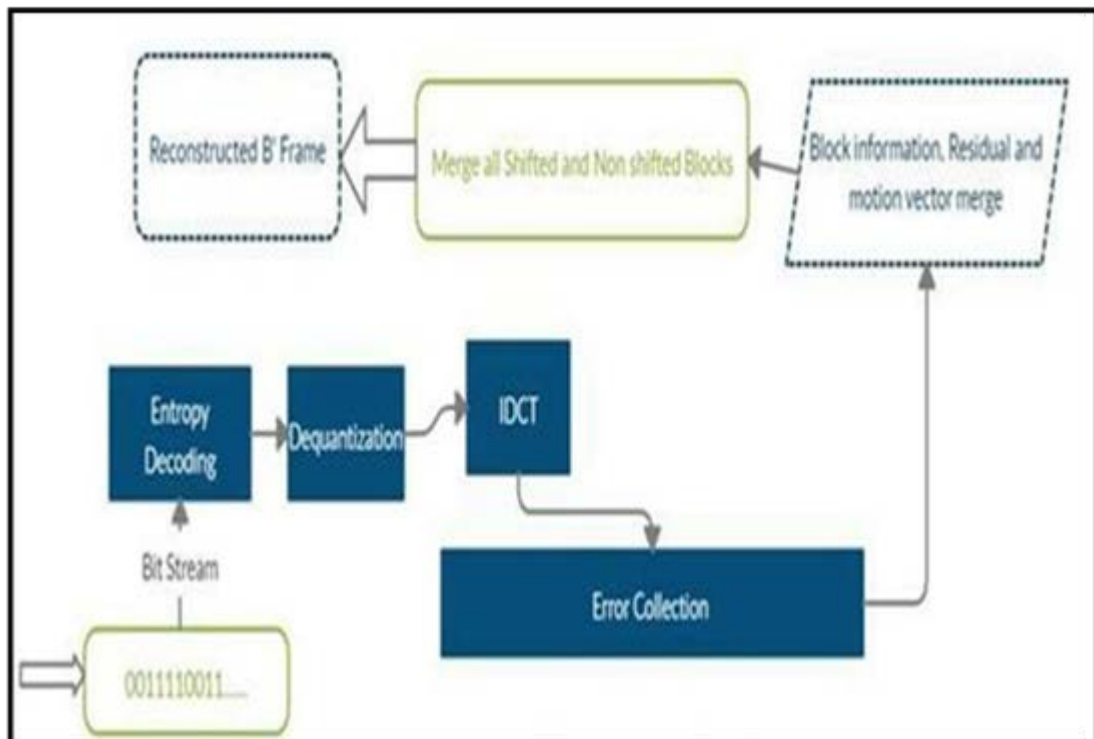 Reconstructed B' Frame
Merge all Shifted and Non shifted Blocks
Block information, Residual and
motion vector merge
Entropy
Decoding
Dequantization
IDCT
Bit Stream
Error Collection
0011110011......